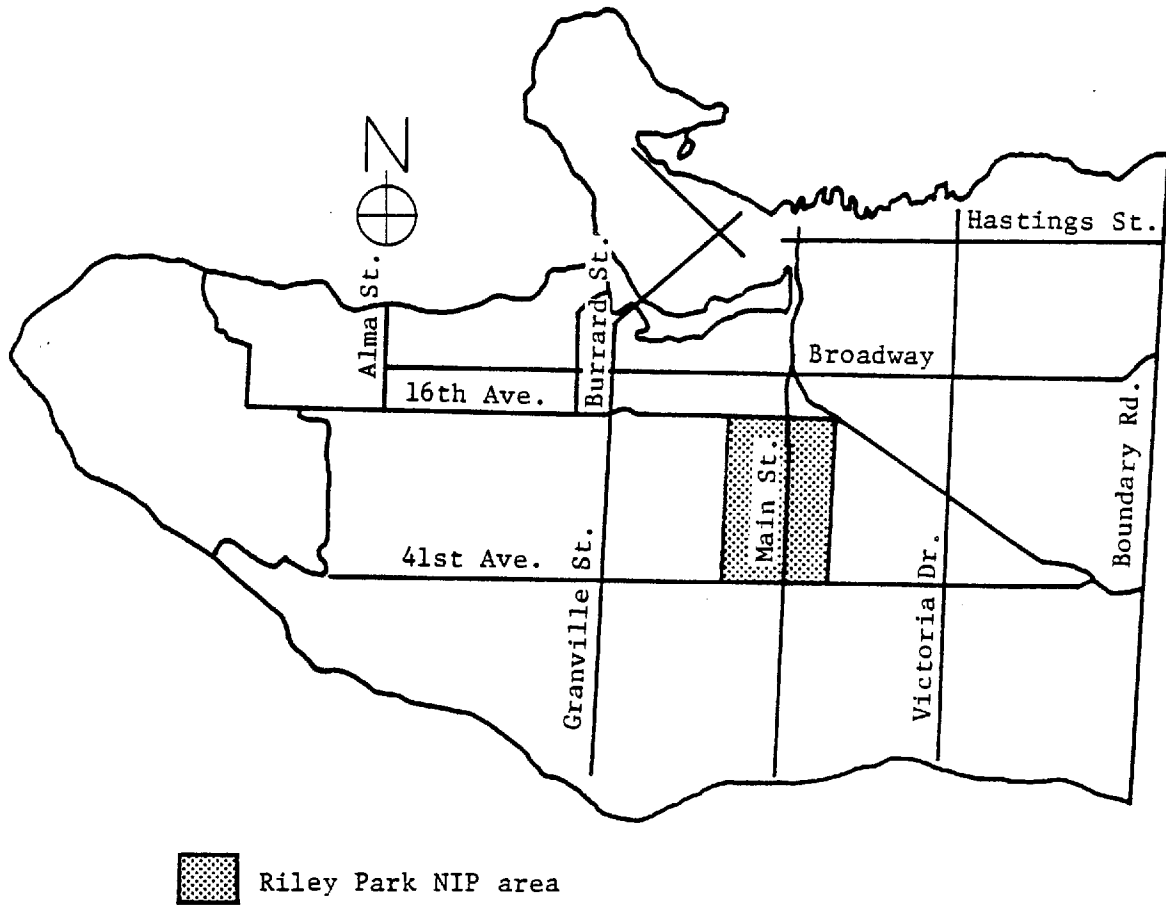 N
Hastings St.
Alma St.
Burrard St.
Broadway
16th Ave.
Boundary Rd.
Main St.
41st Ave.
Granville St.
Victoria Dr.
Riley Park NIP area